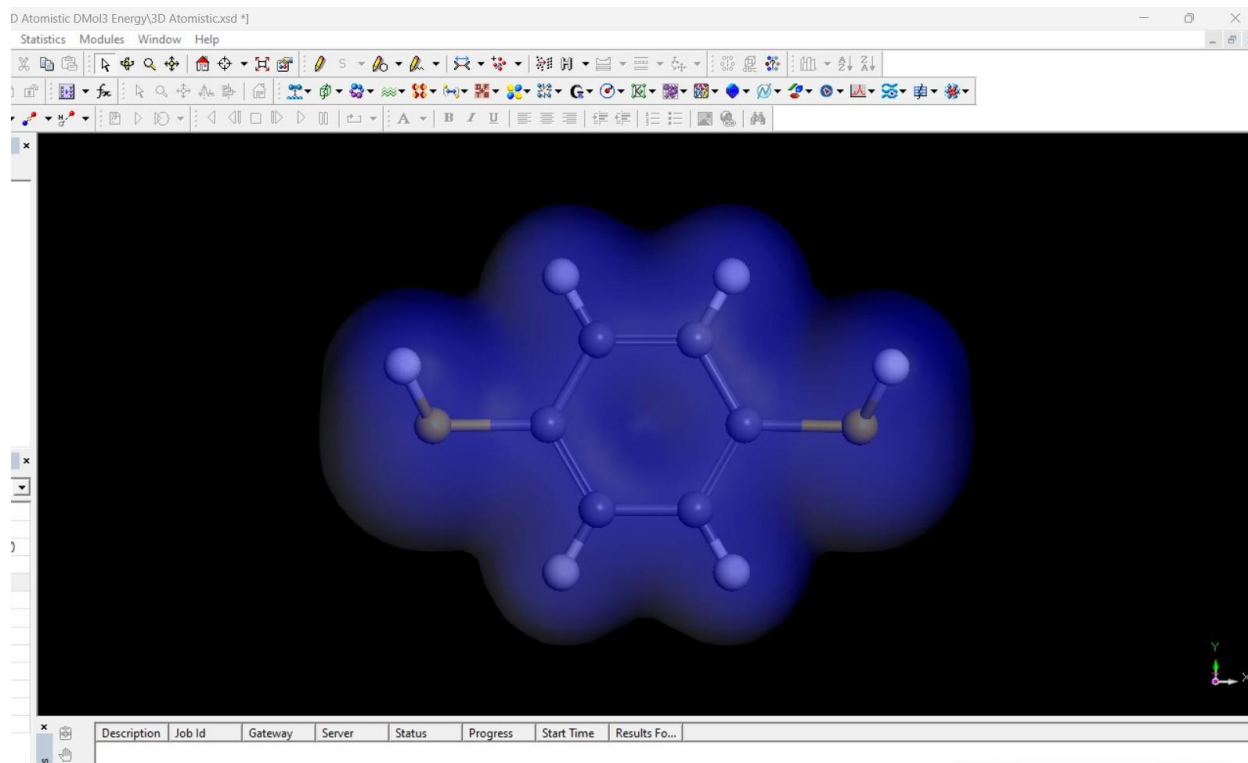 D Atomistic DMol3 Energy\3D Atomistic.xsd *]
Statistics Modules Window Help
Description Job Id Gateway Server Status Progress Start Time Results Fo...
Y